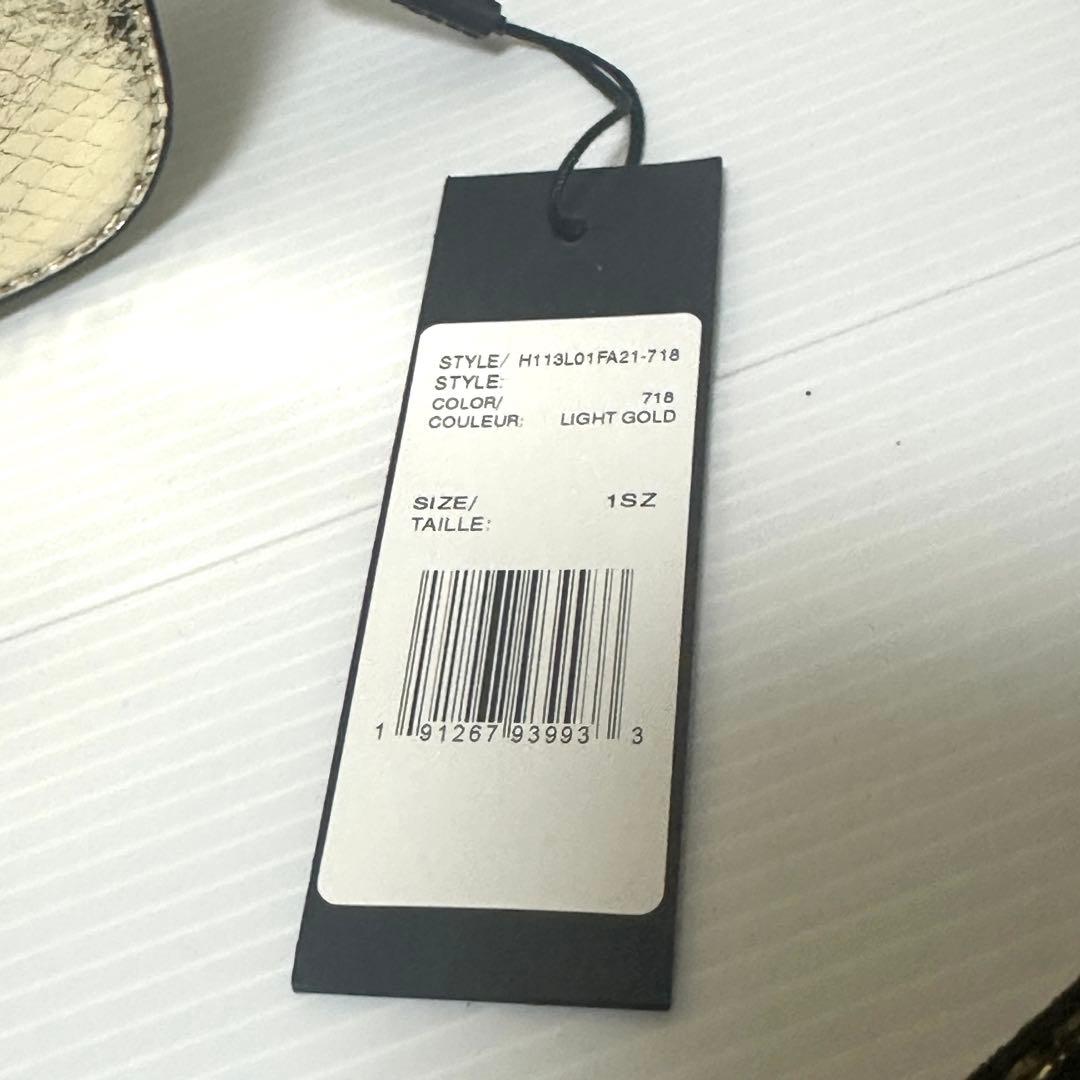 STYLE/ H113L01FA21-718
STYLE:
COLOR/ 718
COULEUR: LIGHT GOLD
SIZE/ 1SZ
TAILLE:
1 91267 93993 3